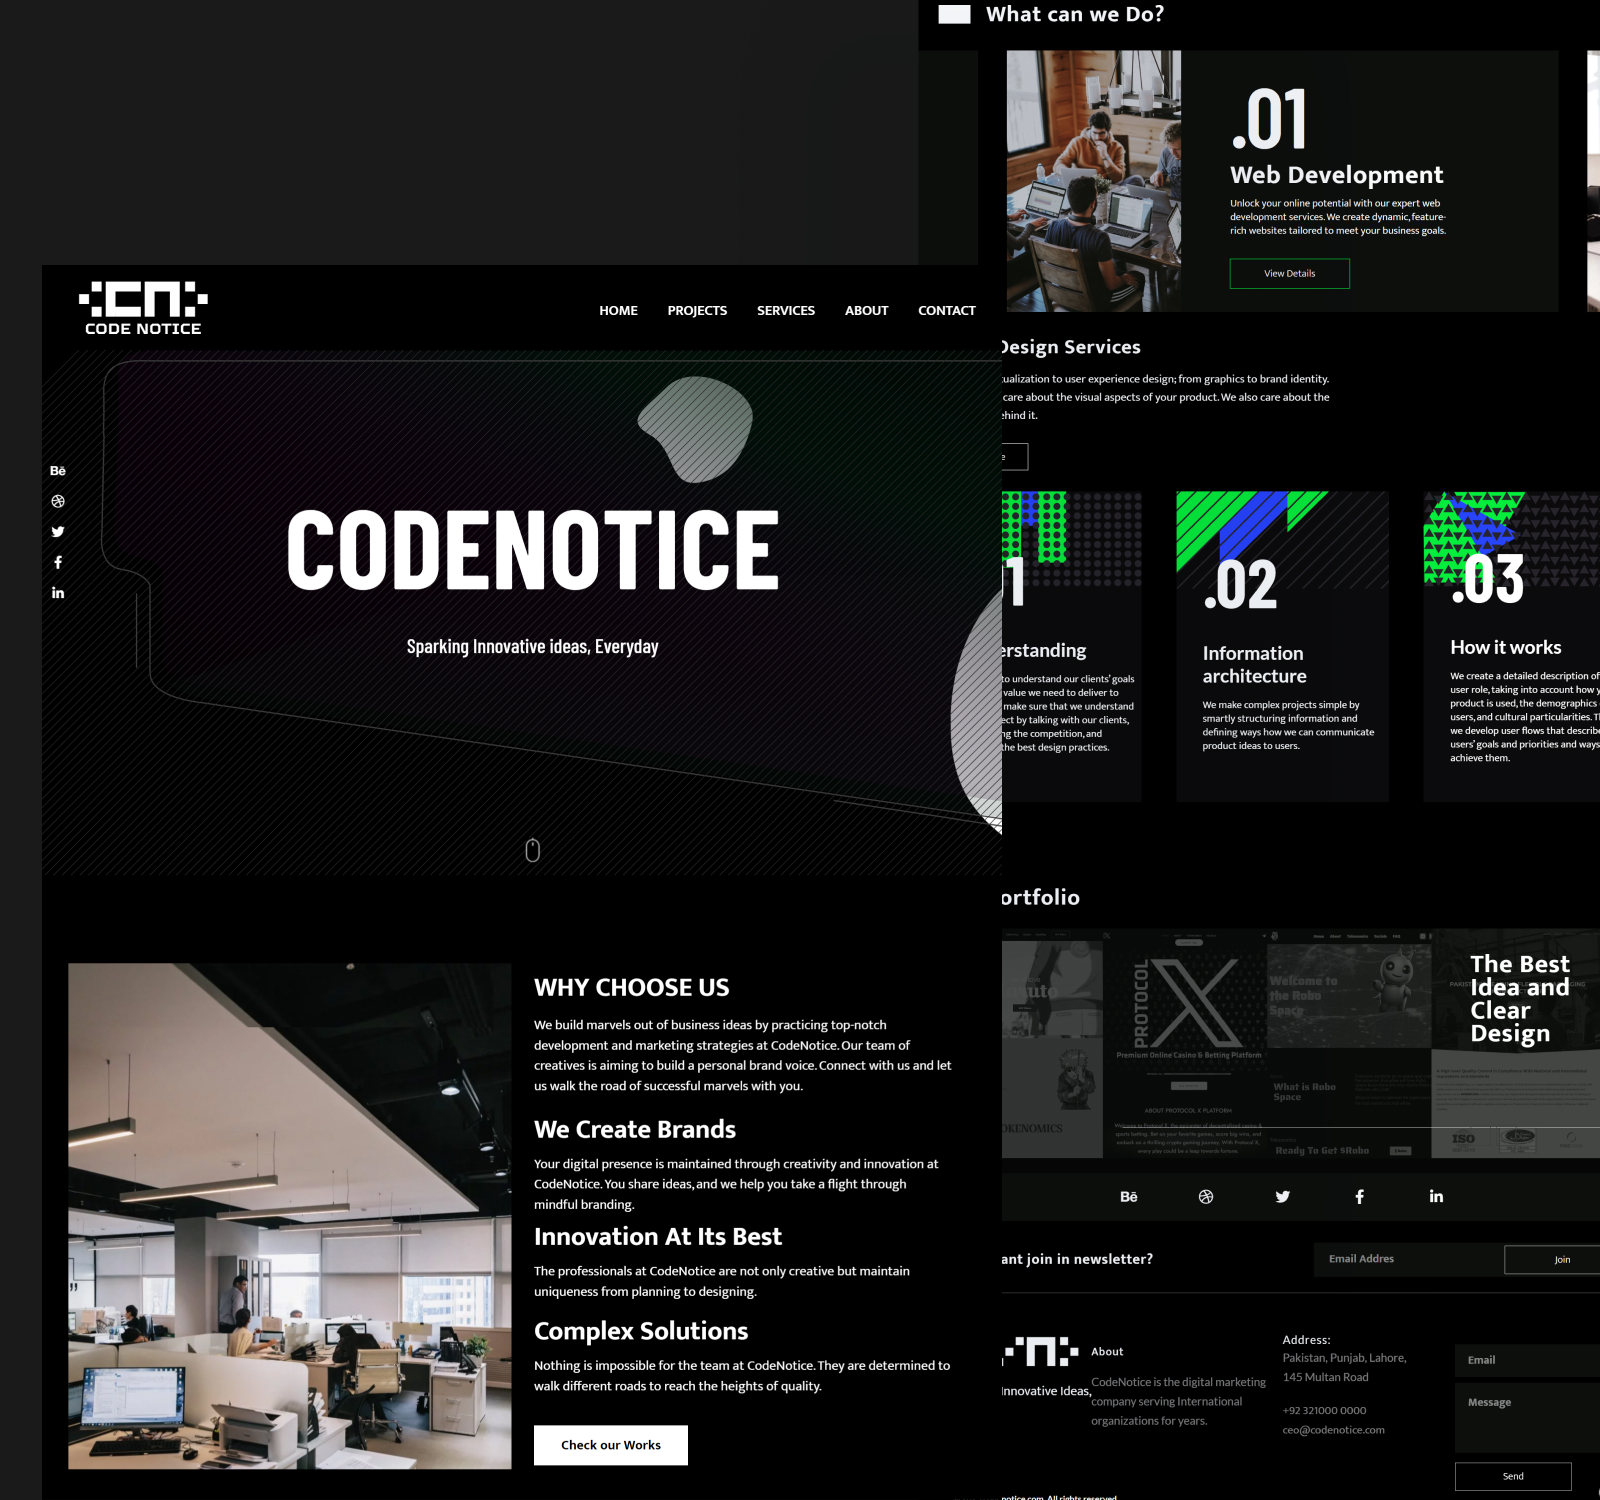 What can we Do?
.01
Web Development
Unlock your online potential with our expert web
development services. We create dynamic, feature-
rich websites tailored to meet your business goals.
View Details
CODE NOTICE
HOME PROJECTS SERVICES ABOUT CONTACT
CODENOTICE
Sparking Innovative ideas, Everyday
WHY CHOOSE US
We build marvels out of business ideas by practicing top-notch
development and marketing strategies at CodeNotice. Our team of
creatives is aiming to build a personal brand voice. Connect with us and let
us walk the road of successful marvels with you.
We Create Brands
Your digital presence is maintained through creativity and innovation at
CodeNotice. You share ideas, and we help you take a flight through
mindful branding.
Innovation At Its Best
The professionals at CodeNotice are not only creative but maintain
uniqueness from planning to designing.
Complex Solutions
Nothing is impossible for the team at CodeNotice. They are determined to
walk different roads to reach the heights of quality.
Check our Works
Design Services
tualization to user experience design; from graphics to brand identity.
care about the visual aspects of your product. We also care about the
ehind it.
1
erstanding
to understand our clients' goals
value we need to deliver to
make sure that we understand
ect by talking with our clients,
ng the competition, and
the best design practices.
.02
Information
architecture
We make complex projects simple by
smartly structuring information and
defining ways how we can communicate
product ideas to users.
.03
How it works
We create a detailed description of
user role, taking into account how y
product is used, the demographics
users, and cultural particularities. T
we develop user flows that describe
users' goals and priorities and ways
achieve them.
ortfolio
PROTOCOL
Premium Online Casino & Betting Platform
ABOUT PROTOCOL X PLATFORM
Welcome to
the Robo
Space
What is Robo
Space
Ready To Get $Robo
OKENOMICS
ISO
The Best
Idea and
Clear
Design
ant join in newsletter?
Email Addres
Join
Innovative Ideas,
About
CodeNotice is the digital marketing
company serving International
organizations for years.
Address:
Pakistan, Punjab, Lahore,
145 Multan Road
+92 321000 0000
ceo@codenotice.com
Email
Message
Send
notice.com. All rights reserved